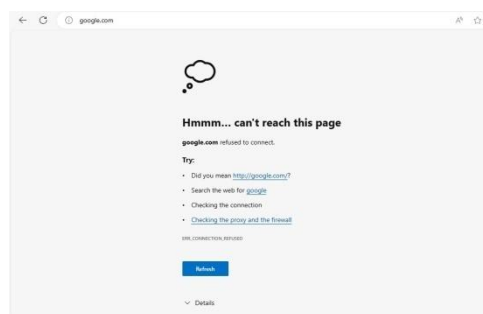 google.com
Hmmm... can't reach this page
google.com refused to connect.
Try:
• Did you mean http://google.com/?
• Search the web for google
• Checking the connection
• Checking the proxy and the firewall
ERR_CONNECTION_REFUSED
Refresh
Details